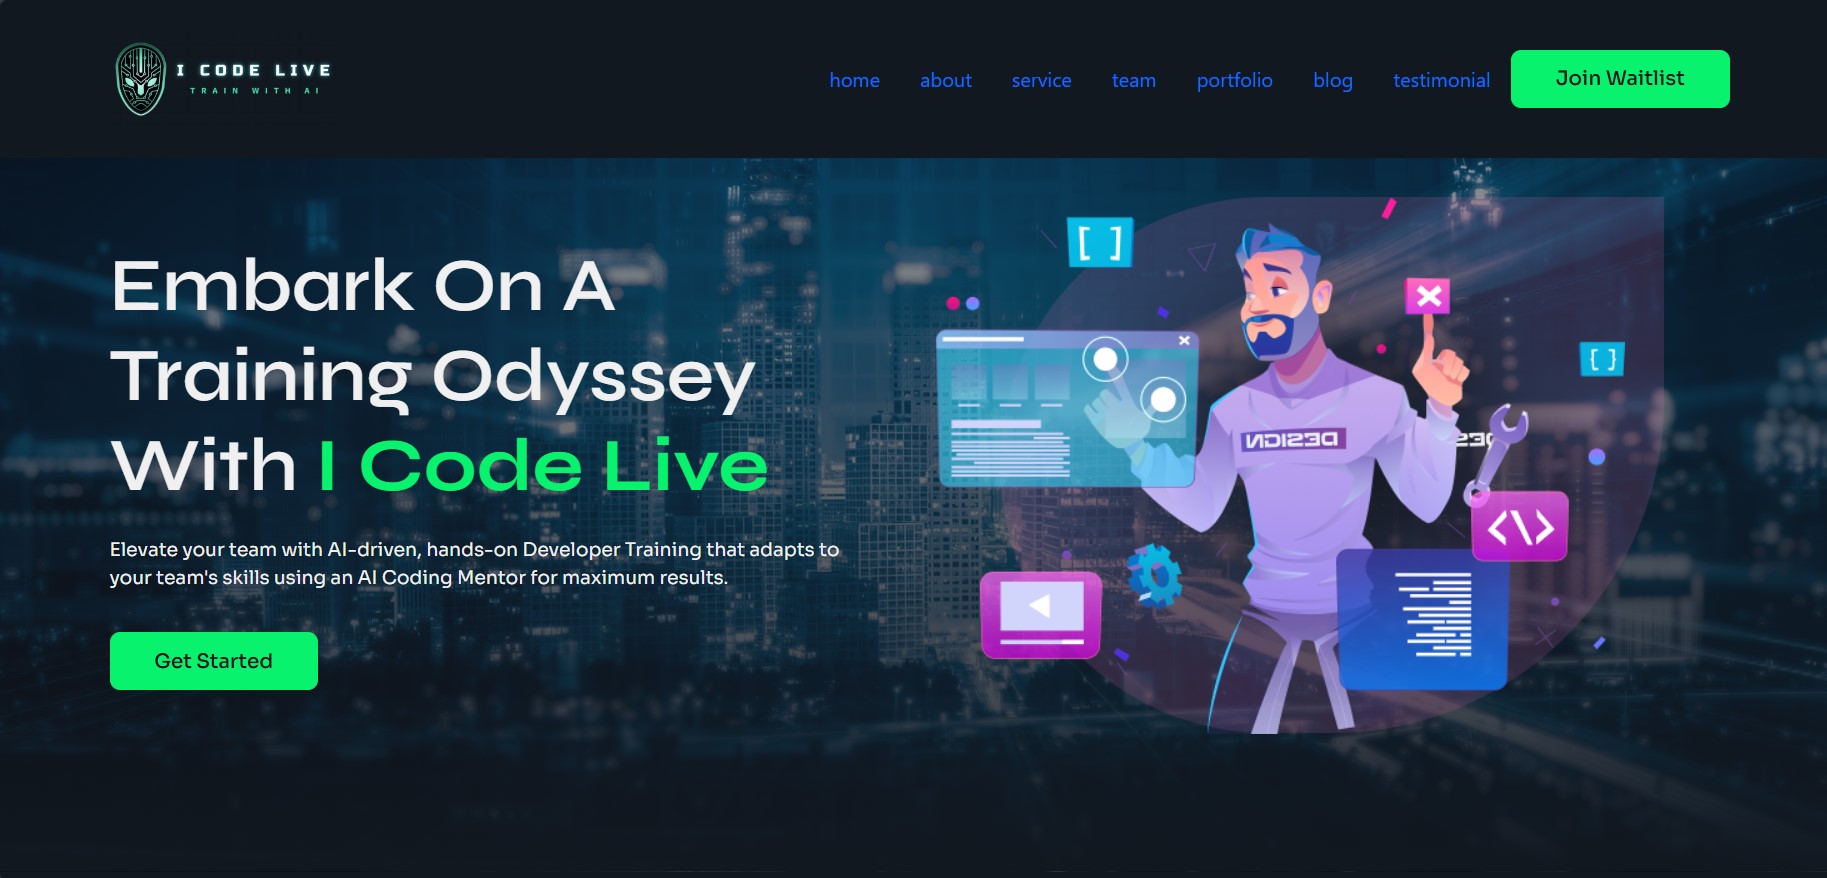 I CODE LIVE
TRAIN WITH AI
home about service team portfolio blog testimonial Join Waitlist
Embark On A
Training Odyssey
With I Code Live
Elevate your team with AI-driven, hands-on Developer Training that adapts to
your team's skills using an AI Coding Mentor for maximum results.
Get Started
[ ]
{ }
DESIGN
DES
<\>